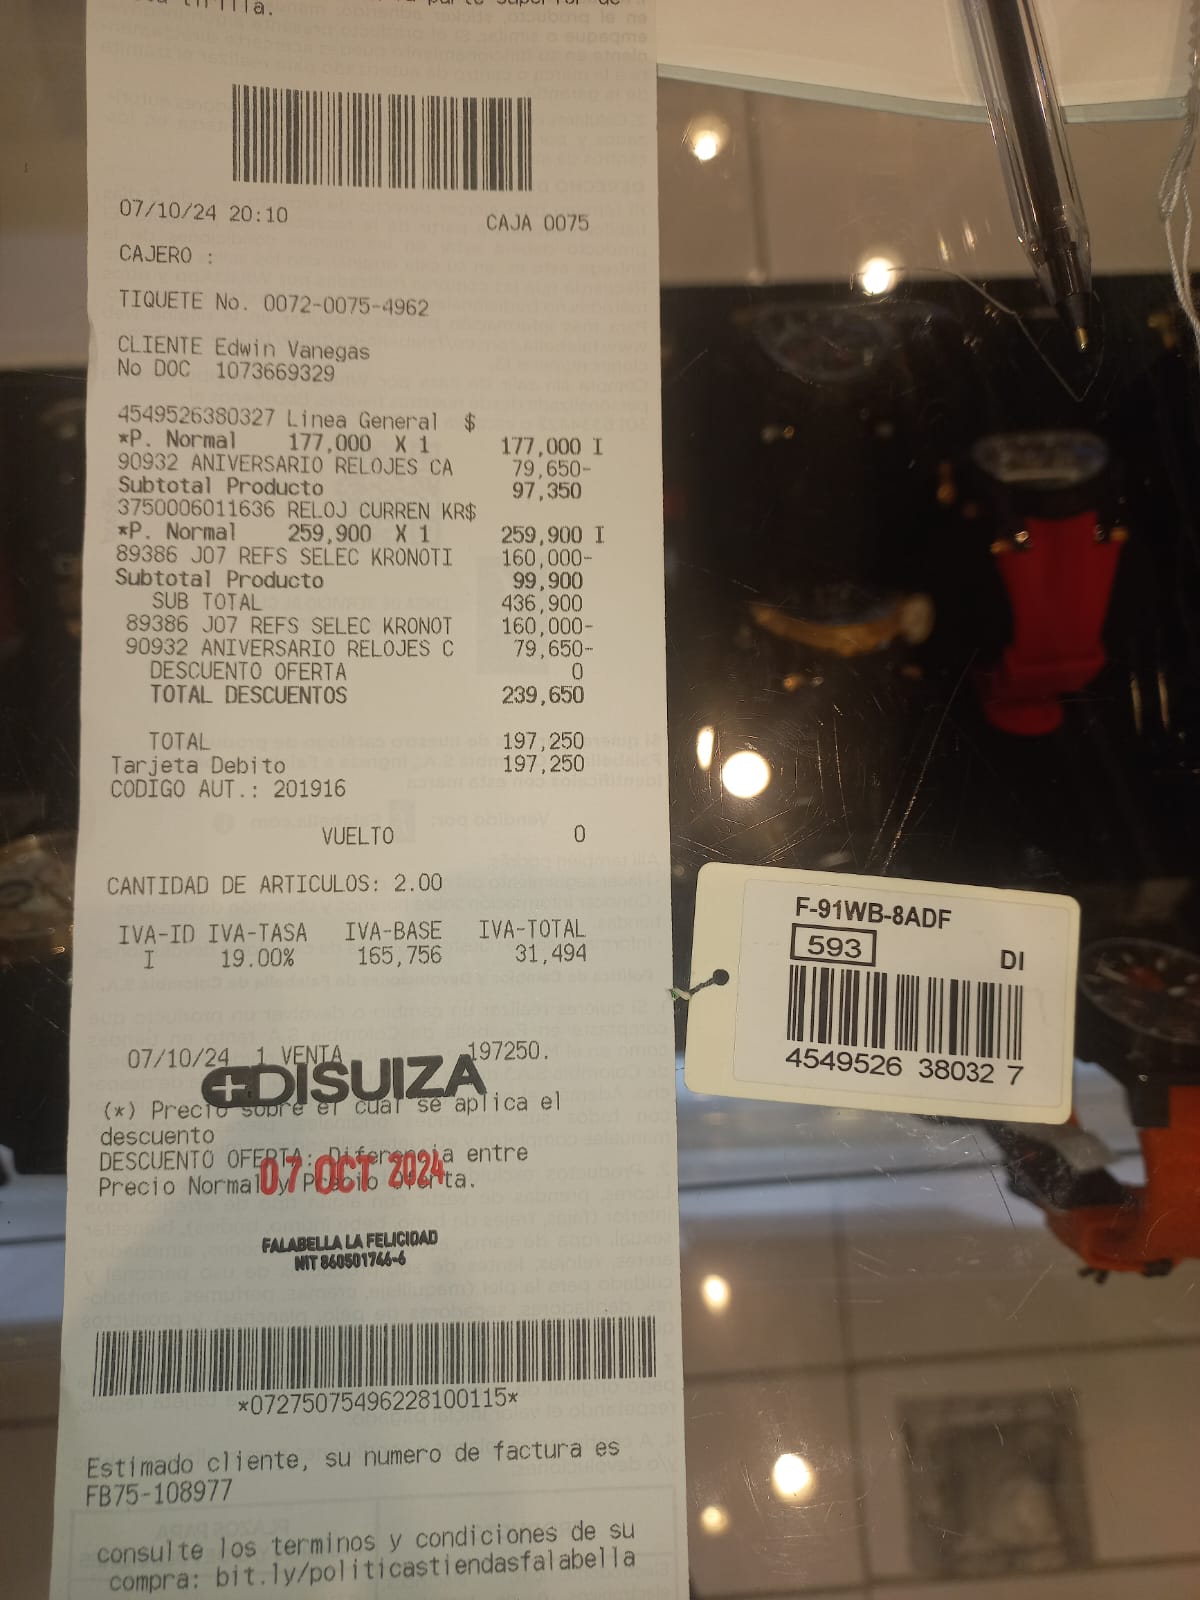 tirilla.
07/10/24 20:10 CAJA 0075
CAJERO :
TIQUETE No. 0072-0075-4962
CLIENTE Edwin Vanegas
No DOC 1073669329
4549526380327 Linea General $
*P. Normal 177,000 X 1 177,000 I
90932 ANIVERSARIO RELOJES CA 79,650-
Subtotal Producto 97,350
3750006011636 RELOJ CURREN KR$
*P. Normal 259,900 X 1 259,900 I
89386 J07 REFS SELEC KRONOTI 160,000-
Subtotal Producto 99,900
SUB TOTAL 436,900
89386 J07 REFS SELEC KRONOT 160,000-
90932 ANIVERSARIO RELOJES C 79,650-
DESCUENTO OFERTA 0
TOTAL DESCUENTOS 239,650
TOTAL 197,250
Tarjeta Debito 197,250
CODIGO AUT.: 201916
VUELTO 0
CANTIDAD DE ARTICULOS: 2.00
IVA-ID IVA-TASA IVA-BASE IVA-TOTAL
I 19.00% 165,756 31,494
07/10/24 1 VENTA 197250.
DISUIZA
(*) Precio sobre el cual se aplica el
descuento
DESCUENTO OFERTA: Diferencia entre
Precio Normal y Precio Oferta.
07 OCT 2024
FALABELLA LA FELICIDAD
NIT 860501746-6
*072750754962281001​15*
Estimado cliente, su numero de factura es
FB75-108977
consulte los terminos y condiciones de su
compra: bit.ly/politicastiendasfalabella
F-91WB-8ADF
593
DI
4549526 38032 7